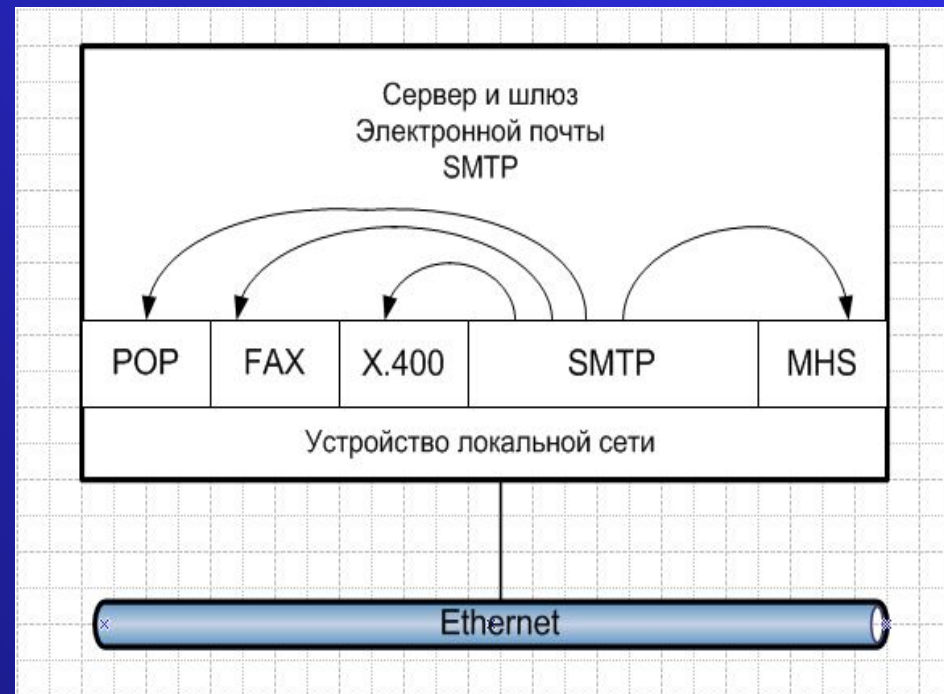 Сервер и шлюз
Электронной почты
SMTP
POP FAX X.400 SMTP MHS
Устройство локальной сети
Ethernet